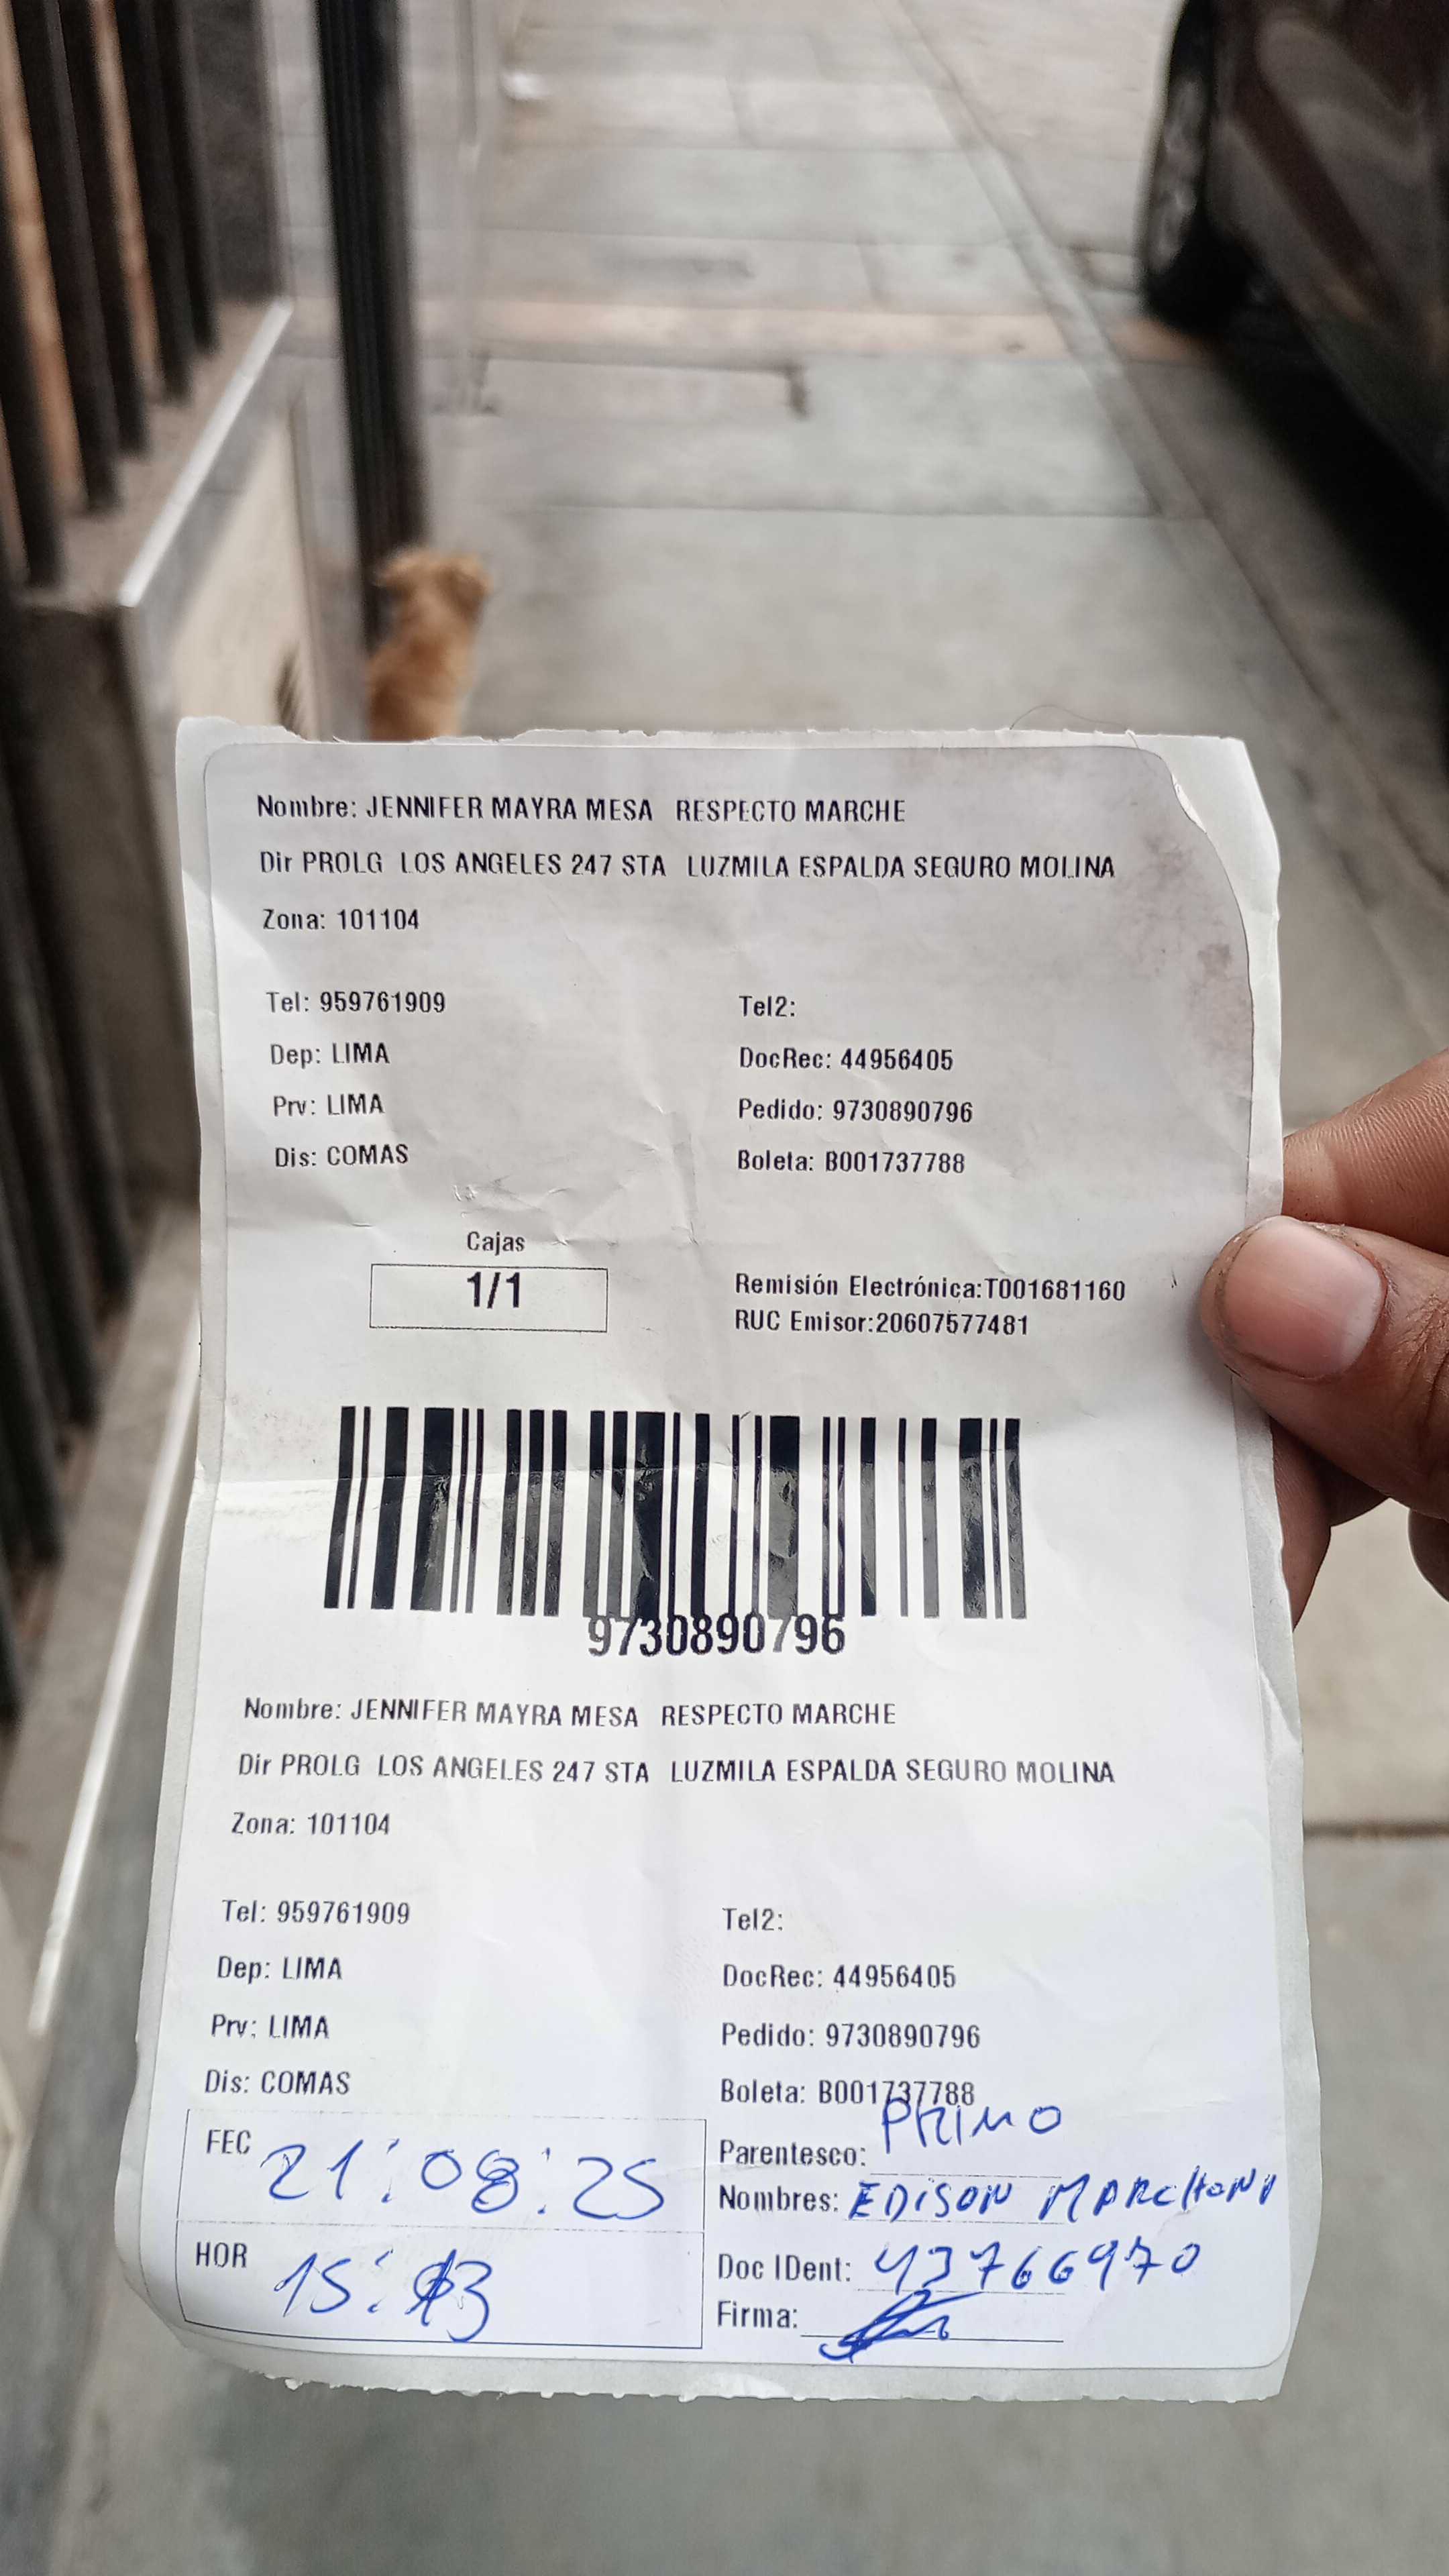 Nombre: JENNIFER MAYRA MESA RESPECTO MARCHE
Dir PROLG LOS ANGELES 247 STA LUZMILA ESPALDA SEGURO MOLINA
Zona: 101104
Tel: 959761909 Tel2:
Dep: LIMA DocRec: 44956405
Prv: LIMA Pedido: 9730890796
Dis: COMAS Boleta: B001737788
Cajas
1/1
Remisión Electrónica:T001681160
RUC Emisor:20607577481
9730890796
Nombre: JENNIFER MAYRA MESA RESPECTO MARCHE
Dir PROLG LOS ANGELES 247 STA LUZMILA ESPALDA SEGURO MOLINA
Zona: 101104
Tel: 959761909 Tel2:
Dep: LIMA DocRec: 44956405
Prv: LIMA Pedido: 9730890796
Dis: COMAS Boleta: B001737788
FEC 21:08:25 Parentesco: PRIMO
Nombres: EDISON MARCHONI
HOR Doc IDent: 43766970
Firma: